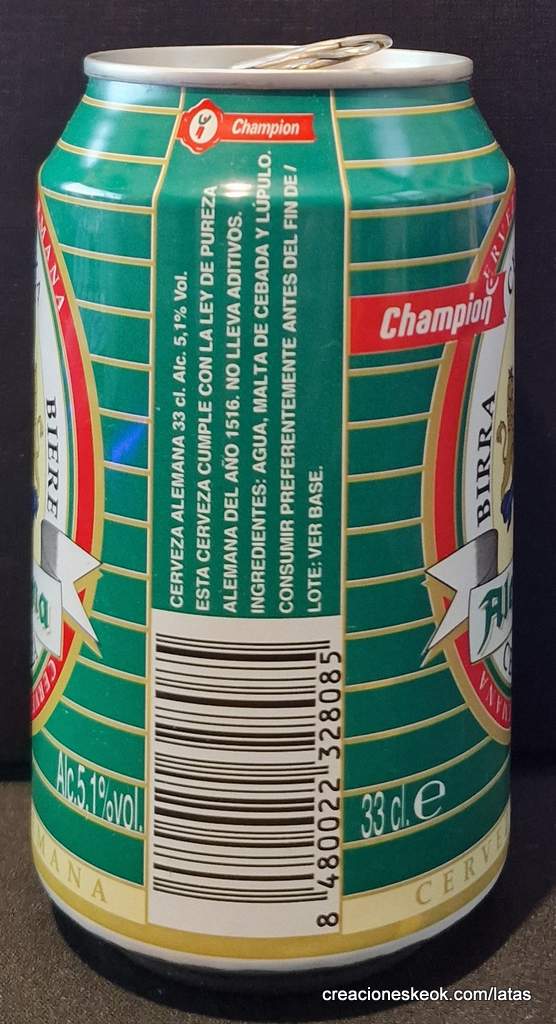 Champion
CERVEZA ALEMANA 33 cl. Alc. 5,1% Vol.
ESTA CERVEZA CUMPLE CON LA LEY DE PUREZA
ALEMANA DEL AÑO 1516. NO LLEVA ADITIVOS.
INGREDIENTES: AGUA, MALTA DE CEBADA Y LÚPULO.
CONSUMIR PREFERENTEMENTE ANTES DEL FIN DE /
LOTE: VER BASE.
8 480022 328085
BIERE
Alc.5,1%vol.
Champion
BIRRA
33 cl. e
creacioneskeok.com/latas